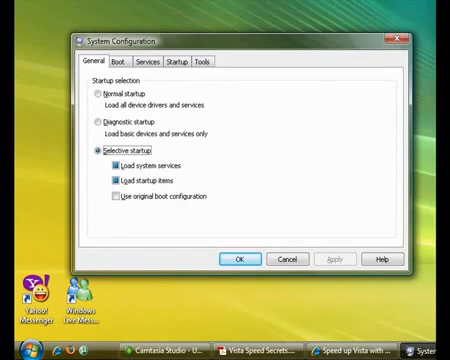 System Configuration
General Boot Services Startup Tools
Startup selection
Normal startup
Load all device drivers and services
Diagnostic startup
Load basic devices and services only
Selective startup
Load system services
Load startup items
Use original boot configuration
OK Cancel Apply Help
Yahoo! Messenger
Windows Live Mess...
Camtasia Studio - U... Vista Speed Secrets.... Speed up Vista with ... System